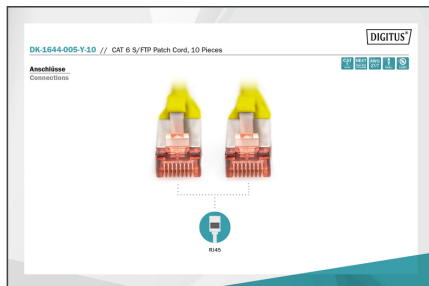 DIGITUS®
DK-1644-005-Y-10 // CAT 6 S/FTP Patch Cord, 10 Pieces
Anschlüsse
Connections
RJ45